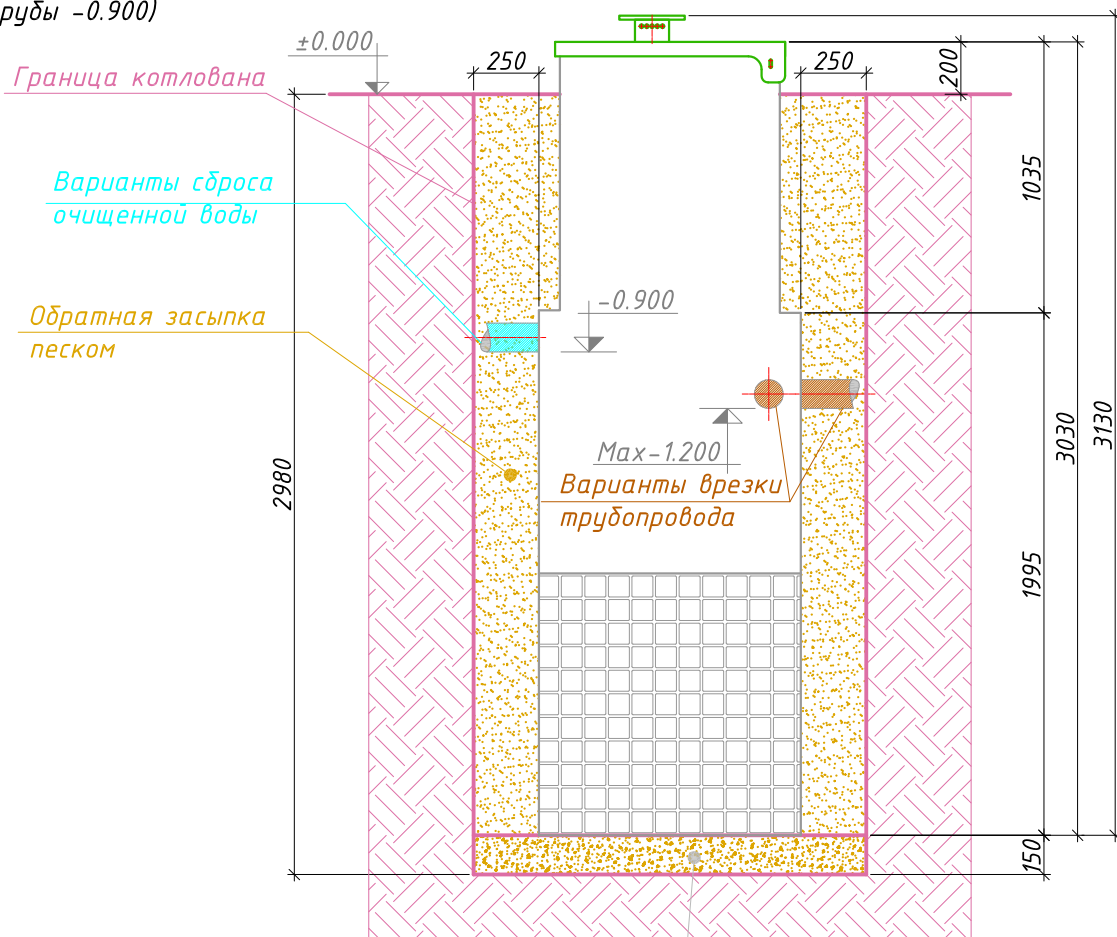 рубы -0.900)
±0.000
Граница котлована
250
250
200
Варианты сброса
очищенной воды
1035
-0.900
Обратная засыпка
песком
3030
3130
Max-1.200
2980
Варианты врезки
трубопровода
1995
150